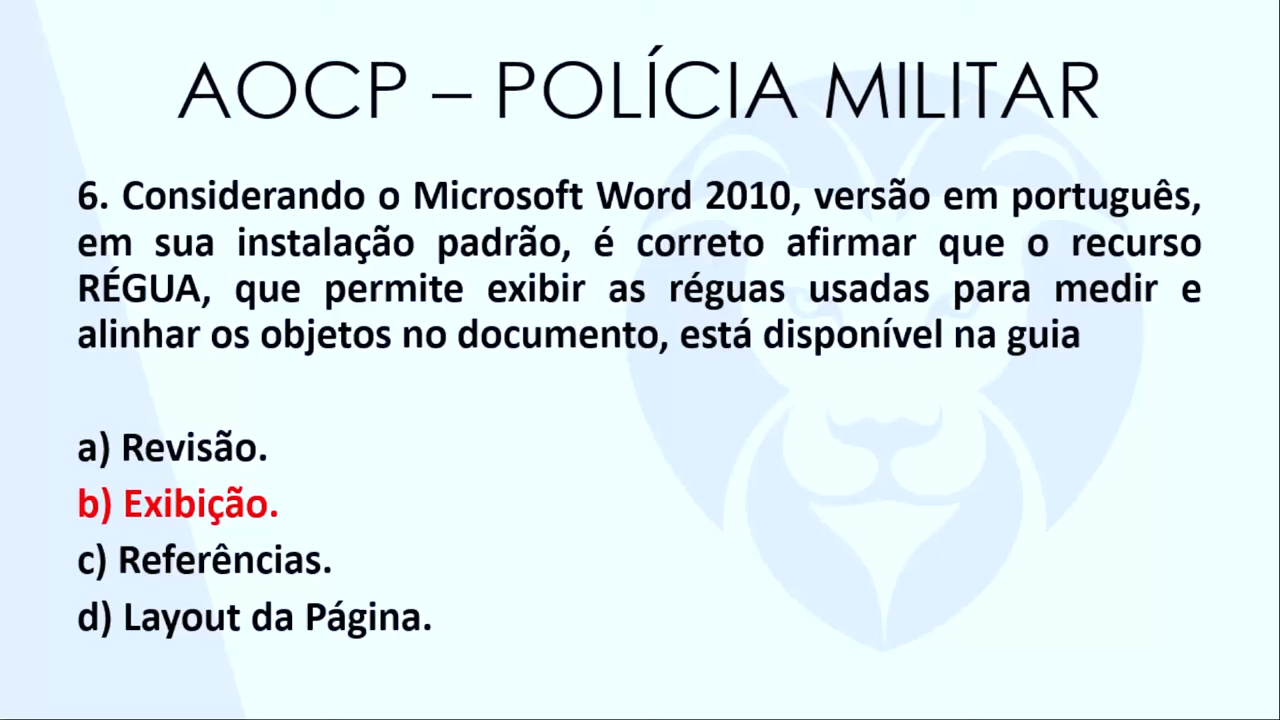 AOCP – POLÍCIA MILITAR
6. Considerando o Microsoft Word 2010, versão em português,
em sua instalação padrão, é correto afirmar que o recurso
RÉGUA, que permite exibir as réguas usadas para medir e
alinhar os objetos no documento, está disponível na guia
a) Revisão.
b) Exibição.
c) Referências.
d) Layout da Página.